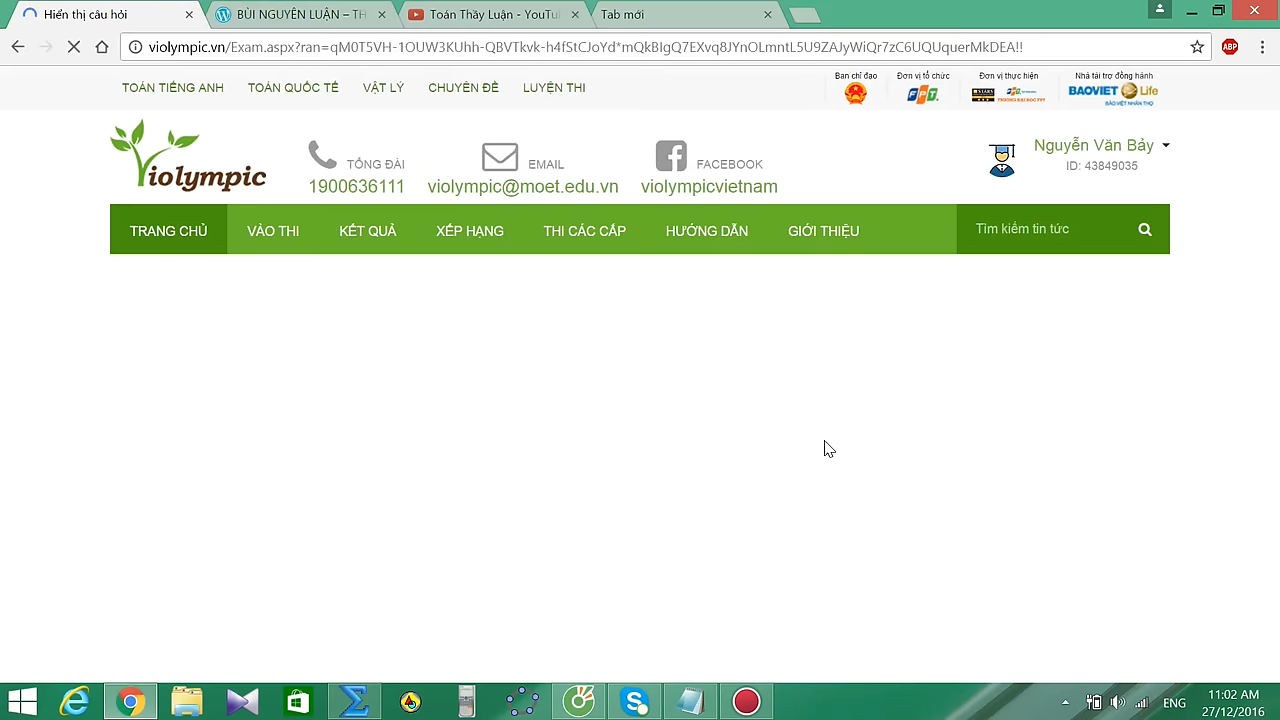 Hiển thị câu hỏi
BÙI NGUYÊN LUẬN – TH
Toán Thầy Luận - YouTu
Tab mới
violympic.vn/Exam.aspx?ran=qM0T5VH-1OUW3KUhh-QBVTkvk-h4fStCJoYd*mQkBIgQ7EXvq8JYnOLmntL5U9ZAJyWiQr7zC6UQUquerMkDEA!!
ABP
TOÁN TIẾNG ANH
TOÁN QUỐC TẾ
VẬT LÝ
CHUYÊN ĐỀ
LUYỆN THI
Ban chỉ đạo
Đơn vị tổ chức
Đơn vị thực hiện
Nhà tài trợ đồng hành
FPT
BAOVIET Life
BẢO VIỆT NHÂN THỌ
Violympic
TỔNG ĐÀI
1900636111
EMAIL
violympic@moet.edu.vn
FACEBOOK
violympicvietnam
Nguyễn Văn Bảy
ID: 43849035
TRANG CHỦ
VÀO THI
KẾT QUẢ
XẾP HẠNG
THI CÁC CẤP
HƯỚNG DẪN
GIỚI THIỆU
Tìm kiếm tin tức
ENG
11:02 AM
27/12/2016